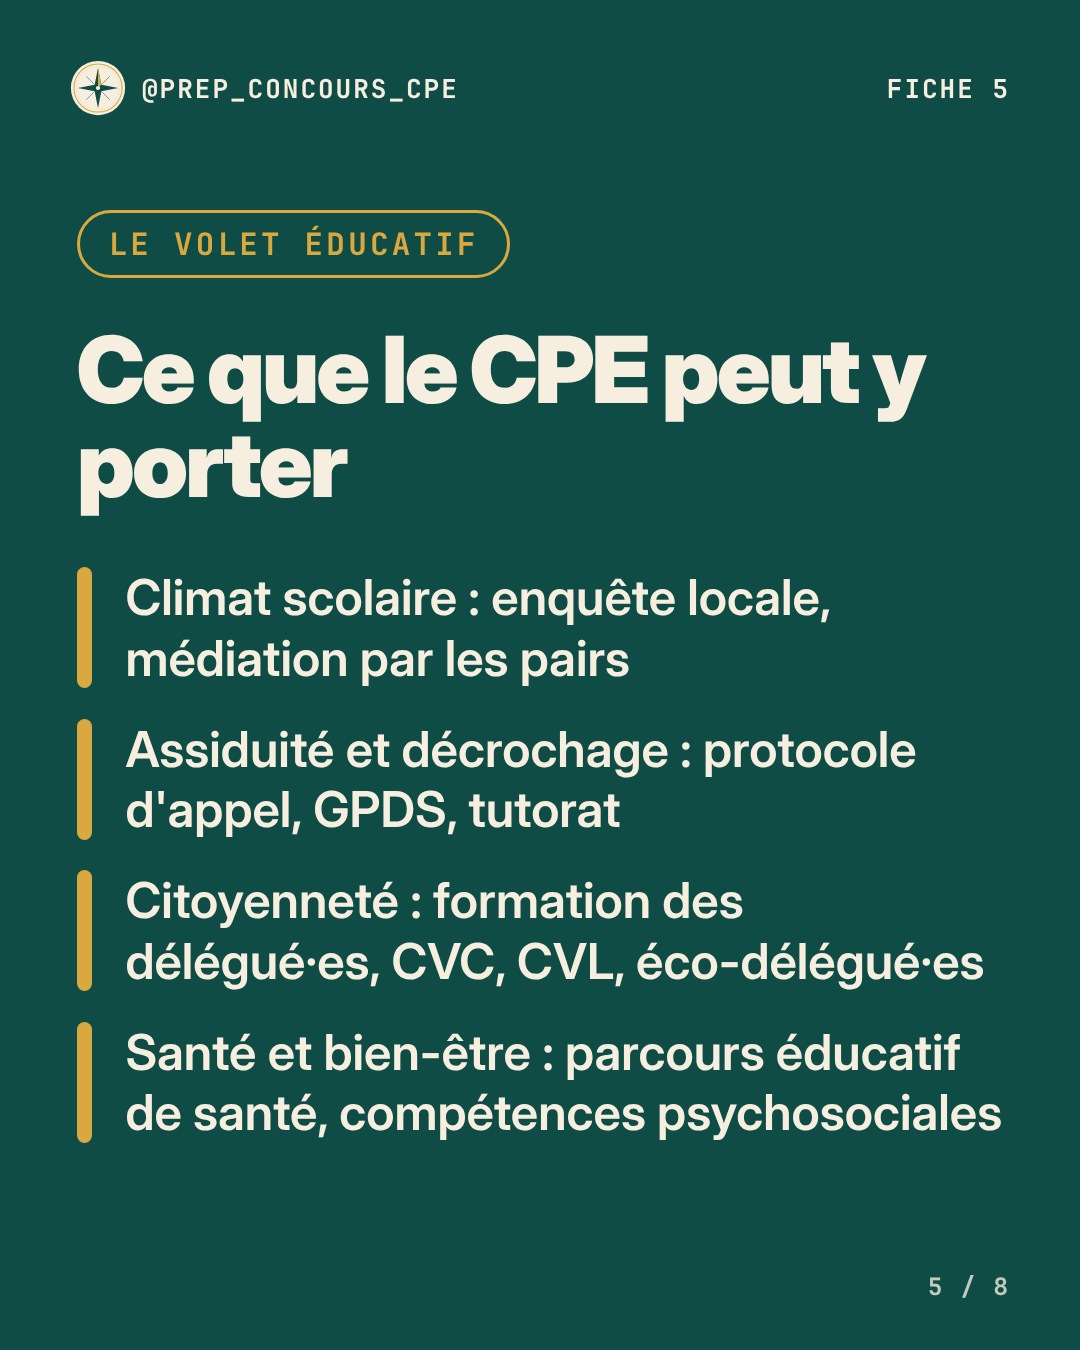 @PREP_CONCOURS_CPE
FICHE 5
LE VOLET ÉDUCATIF
Ce que le CPE peut y
porter
Climat scolaire : enquête locale,
médiation par les pairs
Assiduité et décrochage : protocole
d'appel, GPDS, tutorat
Citoyenneté : formation des
délégué·es, CVC, CVL, éco-délégué·es
Santé et bien-être : parcours éducatif
de santé, compétences psychosociales
5 / 8